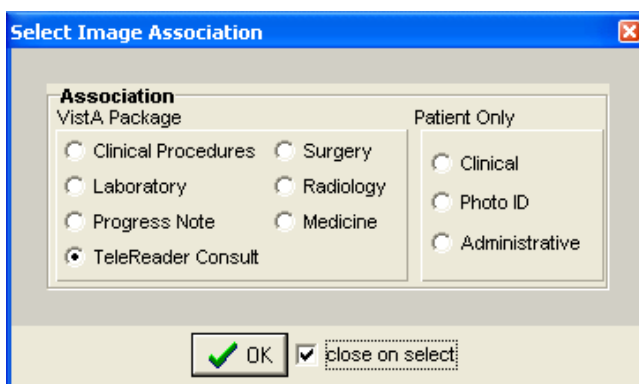 Select Image Association
Association
VistA Package
Patient Only
Clinical Procedures
Surgery
Laboratory
Radiology
Progress Note
Medicine
TeleReader Consult
Clinical
Photo ID
Administrative
OK
close on select